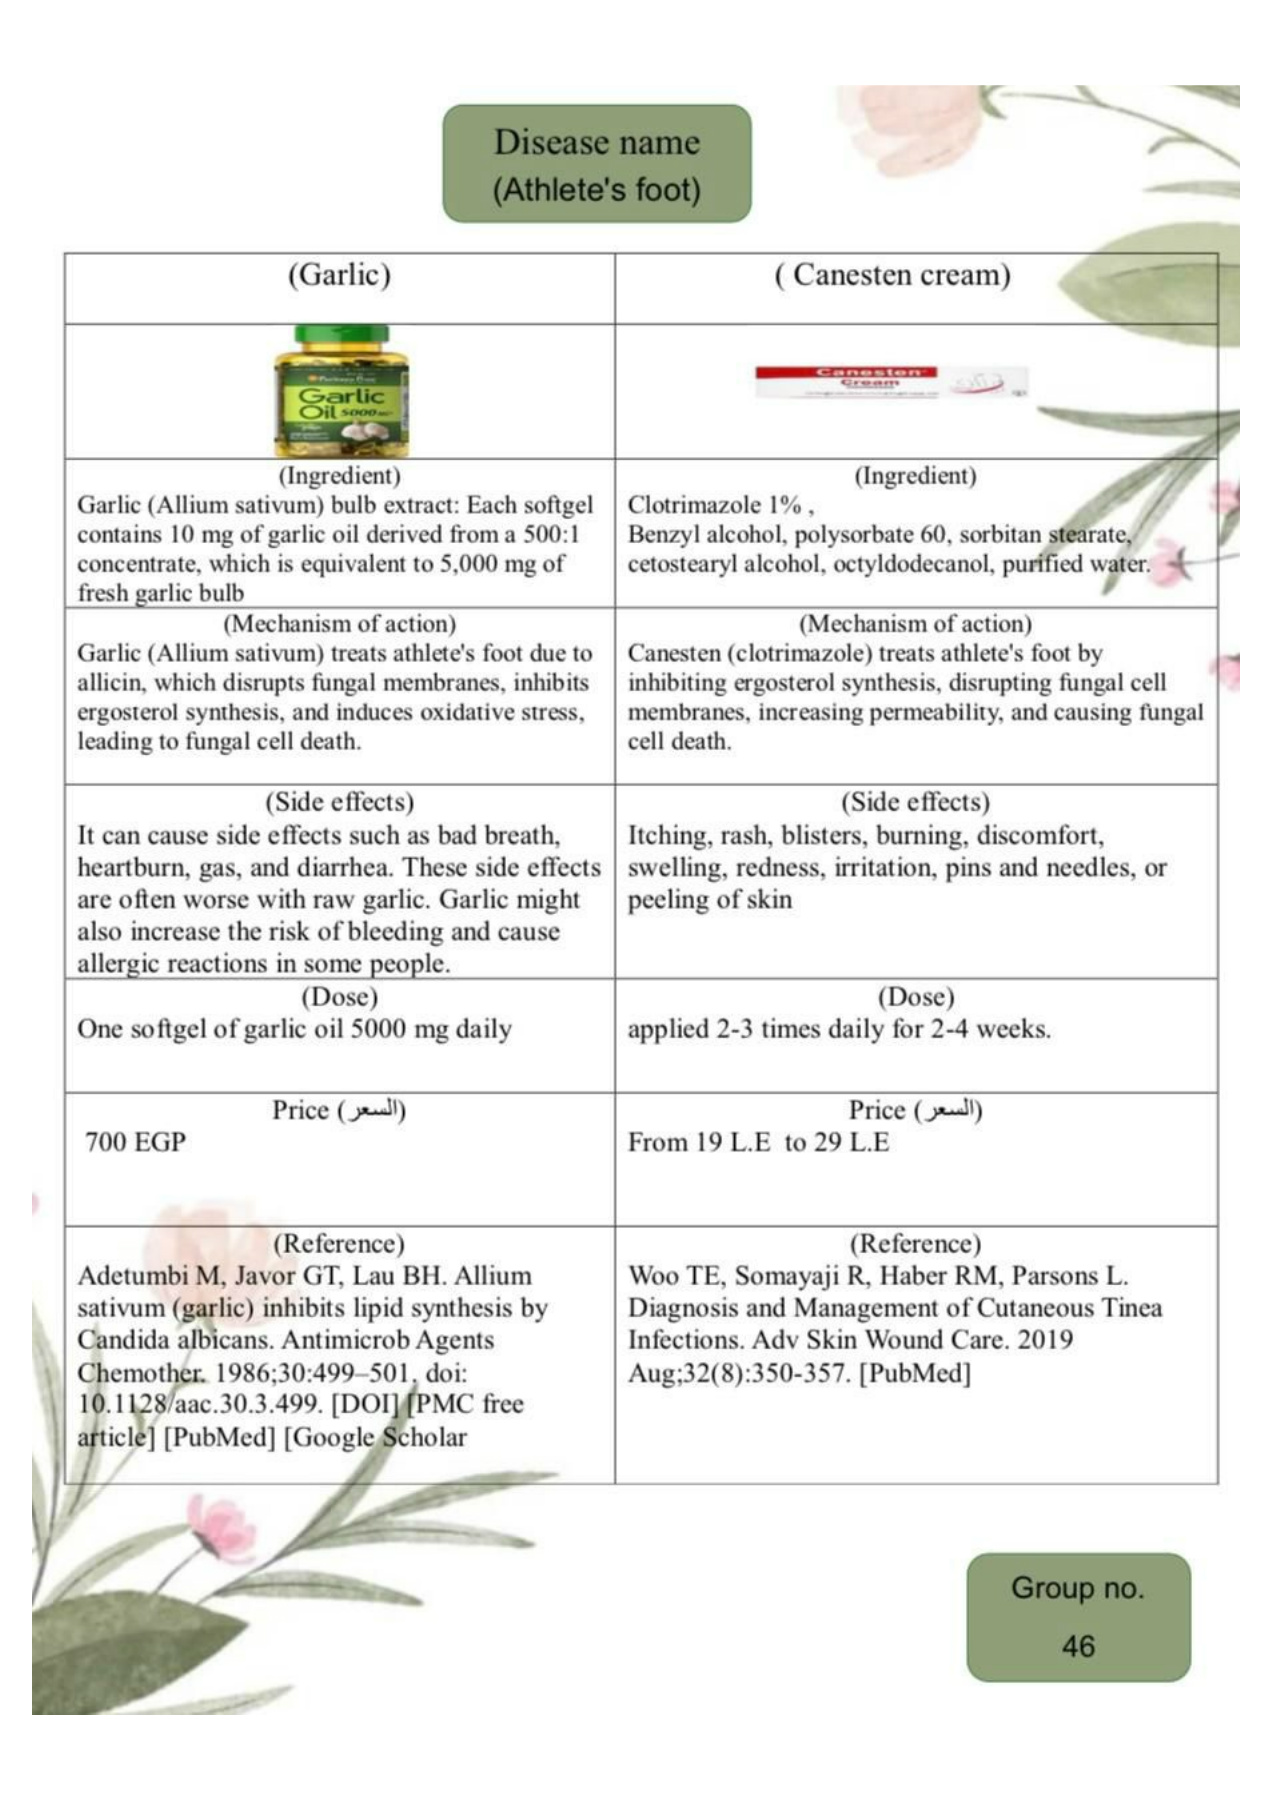 Disease name
(Athlete's foot)
(Garlic)
( Canesten cream)
Garlic
Oil 5000 mg
Canesten
Cream
(Ingredient)
Garlic (Allium sativum) bulb extract: Each softgel
contains 10 mg of garlic oil derived from a 500:1
concentrate, which is equivalent to 5,000 mg of
fresh garlic bulb
(Ingredient)
Clotrimazole 1% ,
Benzyl alcohol, polysorbate 60, sorbitan stearate,
cetostearyl alcohol, octyldodecanol, purified water.
(Mechanism of action)
Garlic (Allium sativum) treats athlete's foot due to
allicin, which disrupts fungal membranes, inhibits
ergosterol synthesis, and induces oxidative stress,
leading to fungal cell death.
(Mechanism of action)
Canesten (clotrimazole) treats athlete's foot by
inhibiting ergosterol synthesis, disrupting fungal cell
membranes, increasing permeability, and causing fungal
cell death.
(Side effects)
It can cause side effects such as bad breath,
heartburn, gas, and diarrhea. These side effects
are often worse with raw garlic. Garlic might
also increase the risk of bleeding and cause
allergic reactions in some people.
(Side effects)
Itching, rash, blisters, burning, discomfort,
swelling, redness, irritation, pins and needles, or
peeling of skin
(Dose)
One softgel of garlic oil 5000 mg daily
(Dose)
applied 2-3 times daily for 2-4 weeks.
Price (السعر)
700 EGP
Price (السعر)
From 19 L.E  to 29 L.E
(Reference)
Adetumbi M, Javor GT, Lau BH. Allium
sativum (garlic) inhibits lipid synthesis by
Candida albicans. Antimicrob Agents
Chemother. 1986;30:499–501. doi:
10.1128/aac.30.3.499. [DOI] [PMC free
article] [PubMed] [Google Scholar
(Reference)
Woo TE, Somayaji R, Haber RM, Parsons L.
Diagnosis and Management of Cutaneous Tinea
Infections. Adv Skin Wound Care. 2019
Aug;32(8):350-357. [PubMed]
Group no.
46